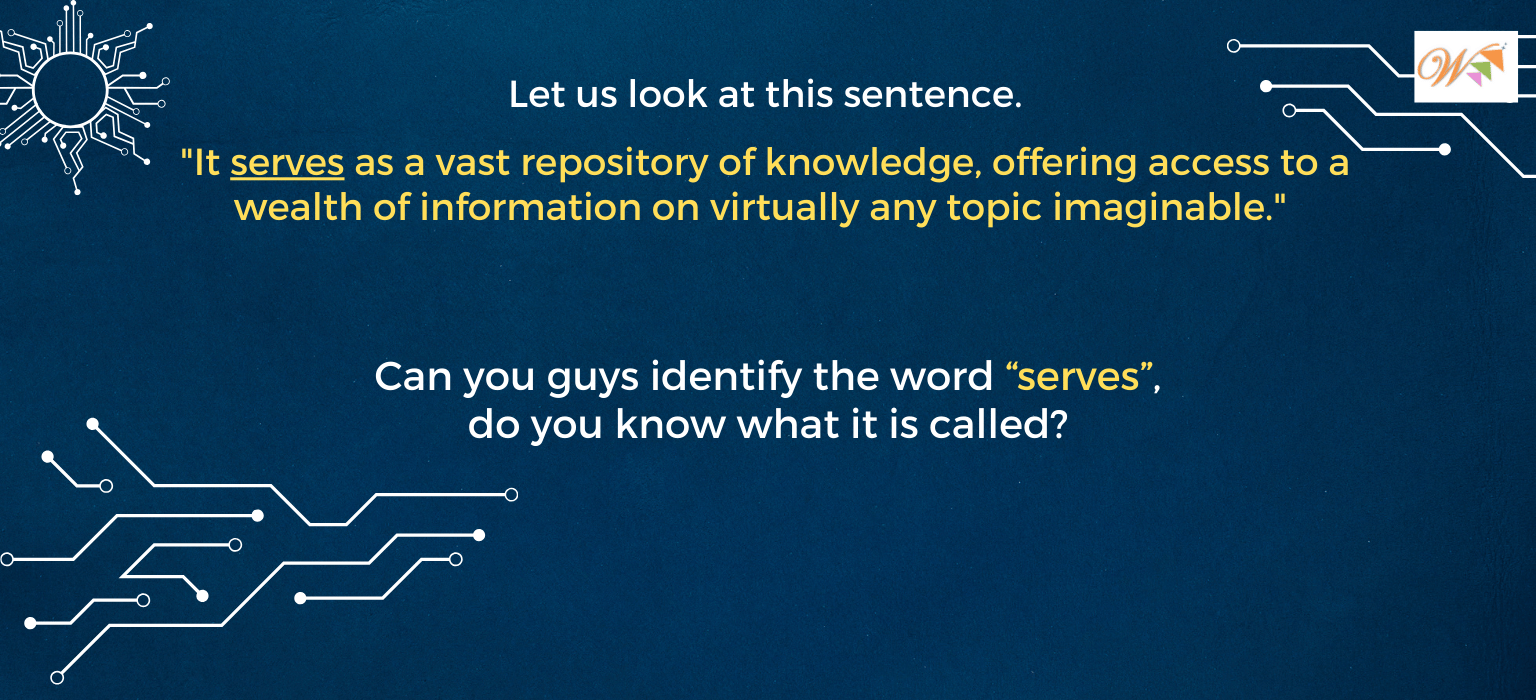 Let us look at this sentence.
"It serves as a vast repository of knowledge, offering access to a
wealth of information on virtually any topic imaginable."
Can you guys identify the word “serves”,
do you know what it is called?
W